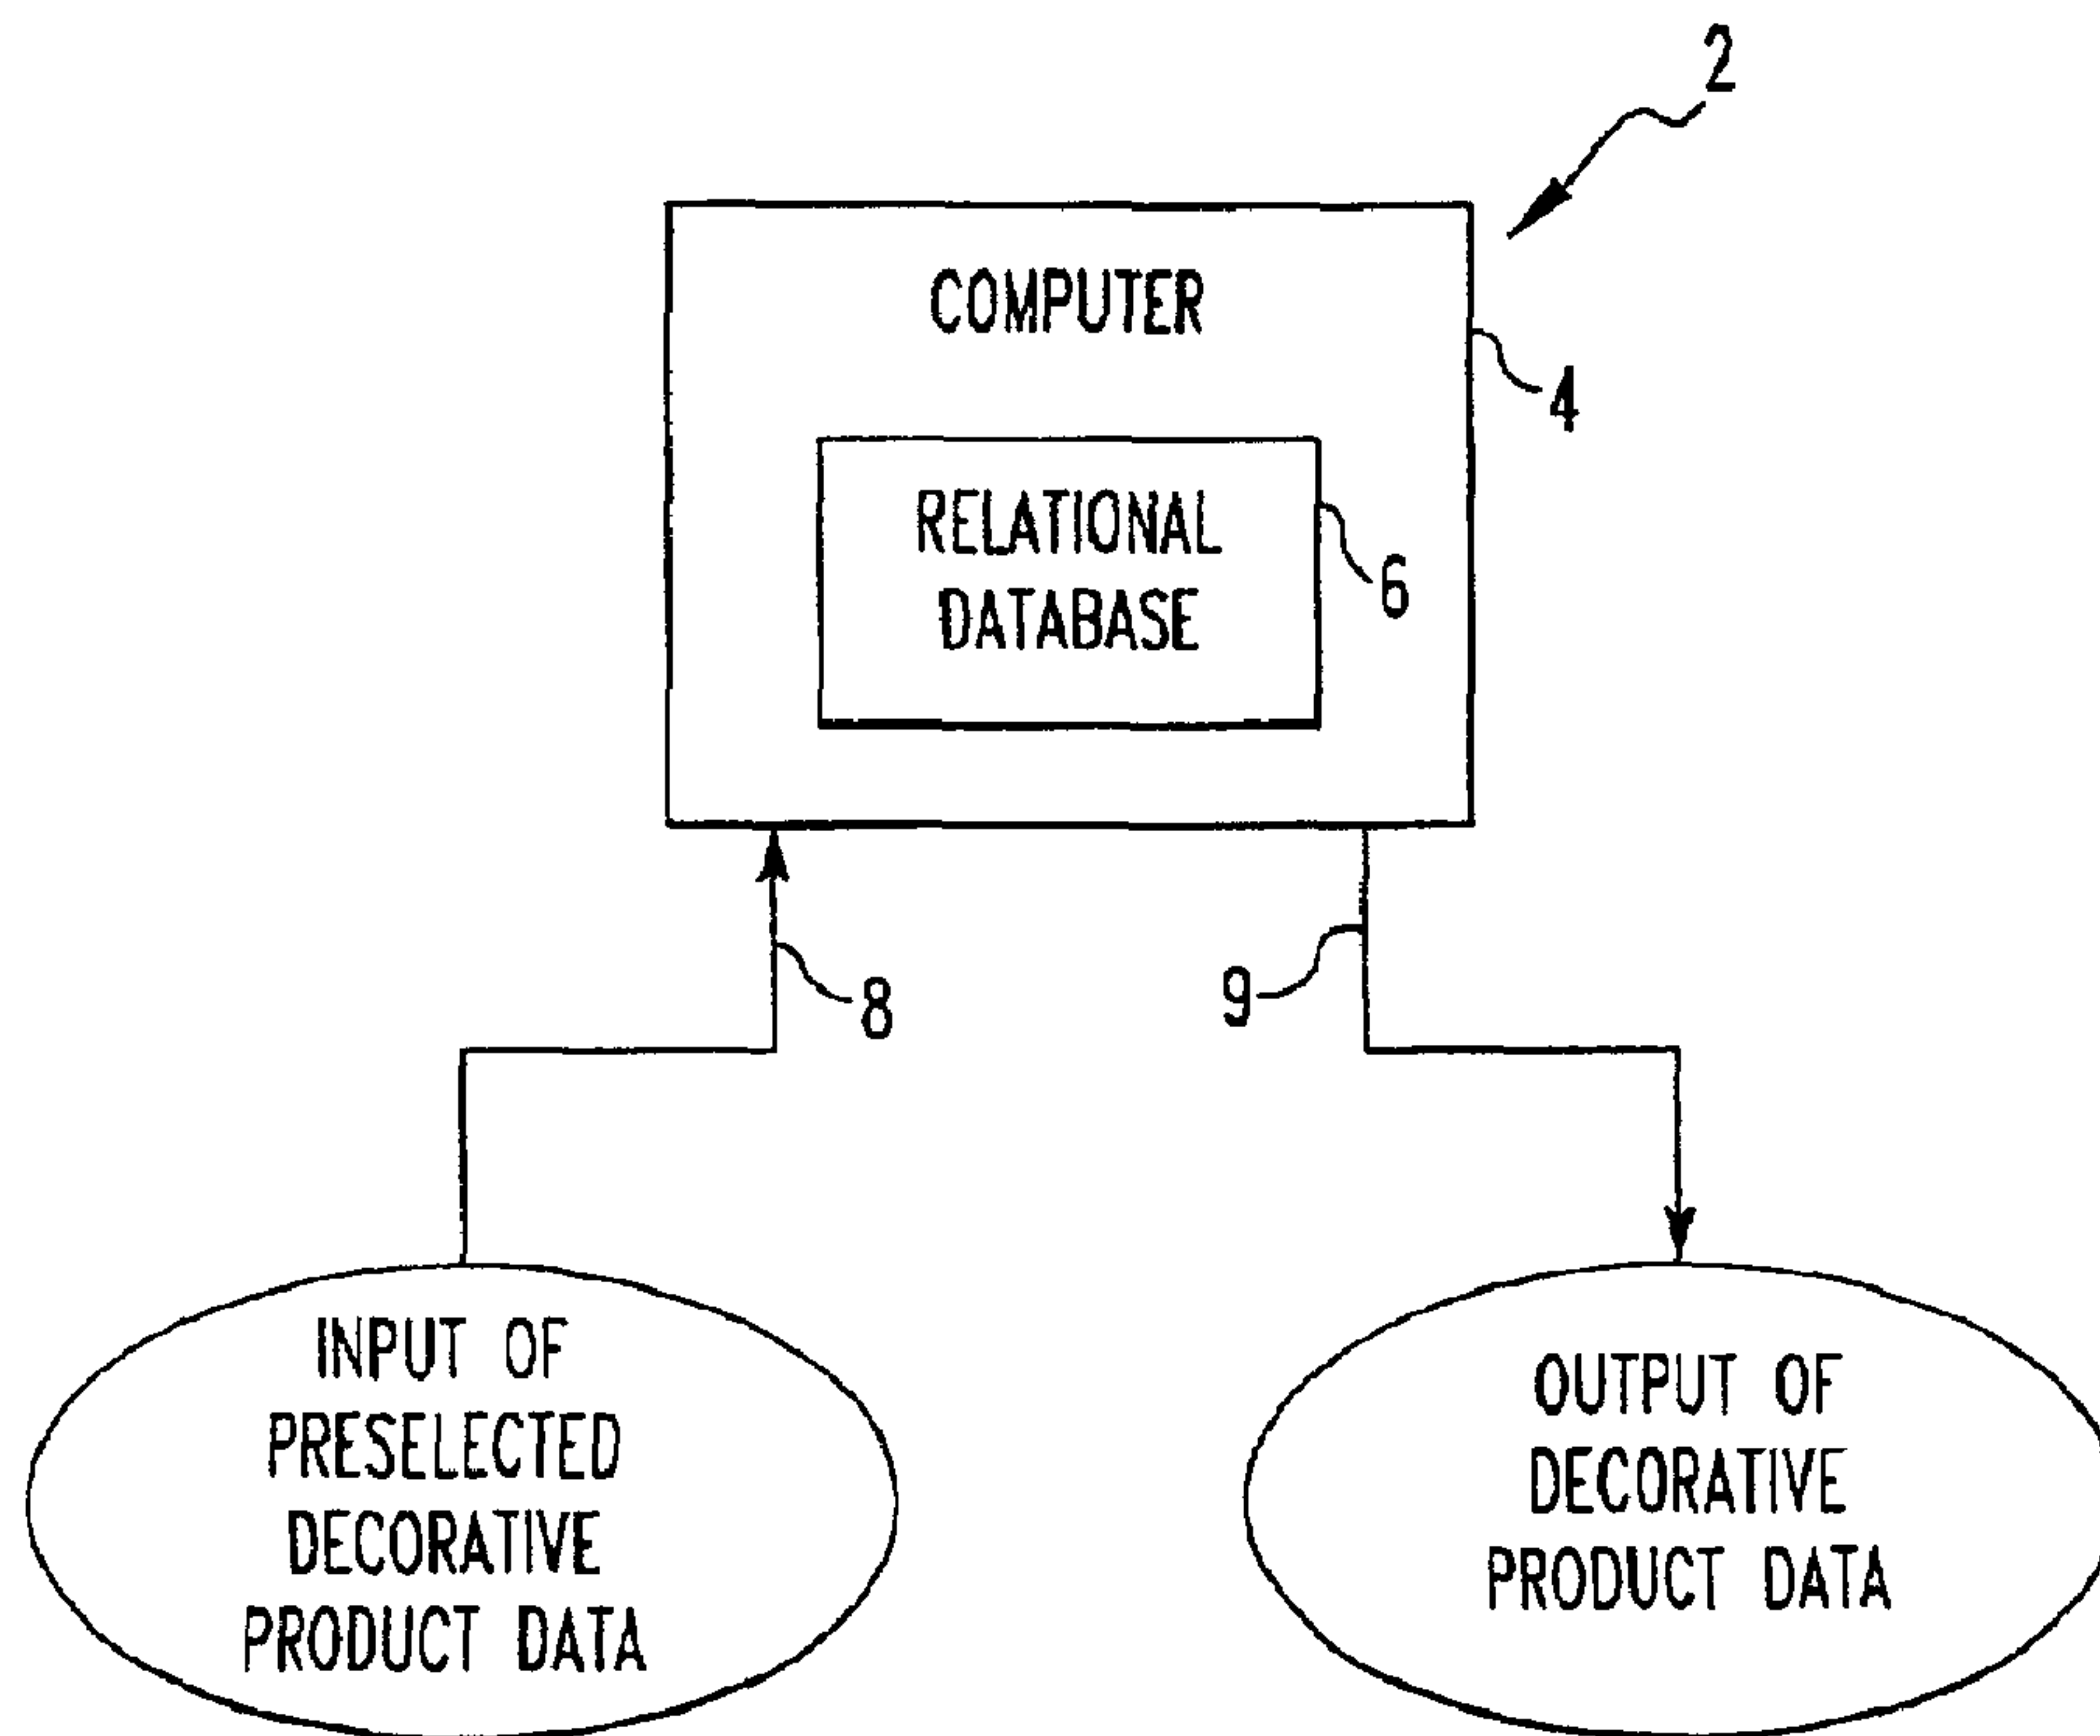 2
COMPUTER
4
RELATIONAL
DATABASE
6
8
9
INPUT OF
PRESELECTED
DECORATIVE
PRODUCT DATA
OUTPUT OF
DECORATIVE
PRODUCT DATA